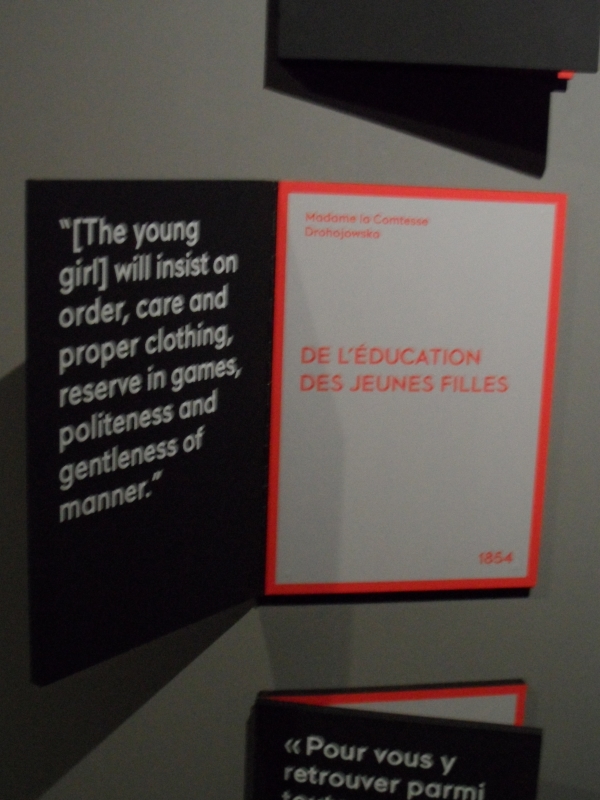 “[The young
girl] will insist on
order, care and
proper clothing,
reserve in games,
politeness and
gentleness of
manner.”
Madame la Comtesse
Drohojowska
DE L’ÉDUCATION
DES JEUNES FILLES
1854
« Pour vous y
retrouver parmi